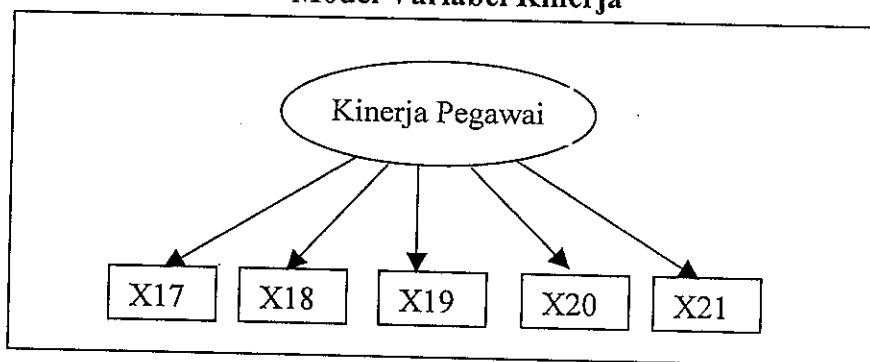 Model Variabel Kinerja
Kinerja Pegawai
X17 X18 X19 X20 X21